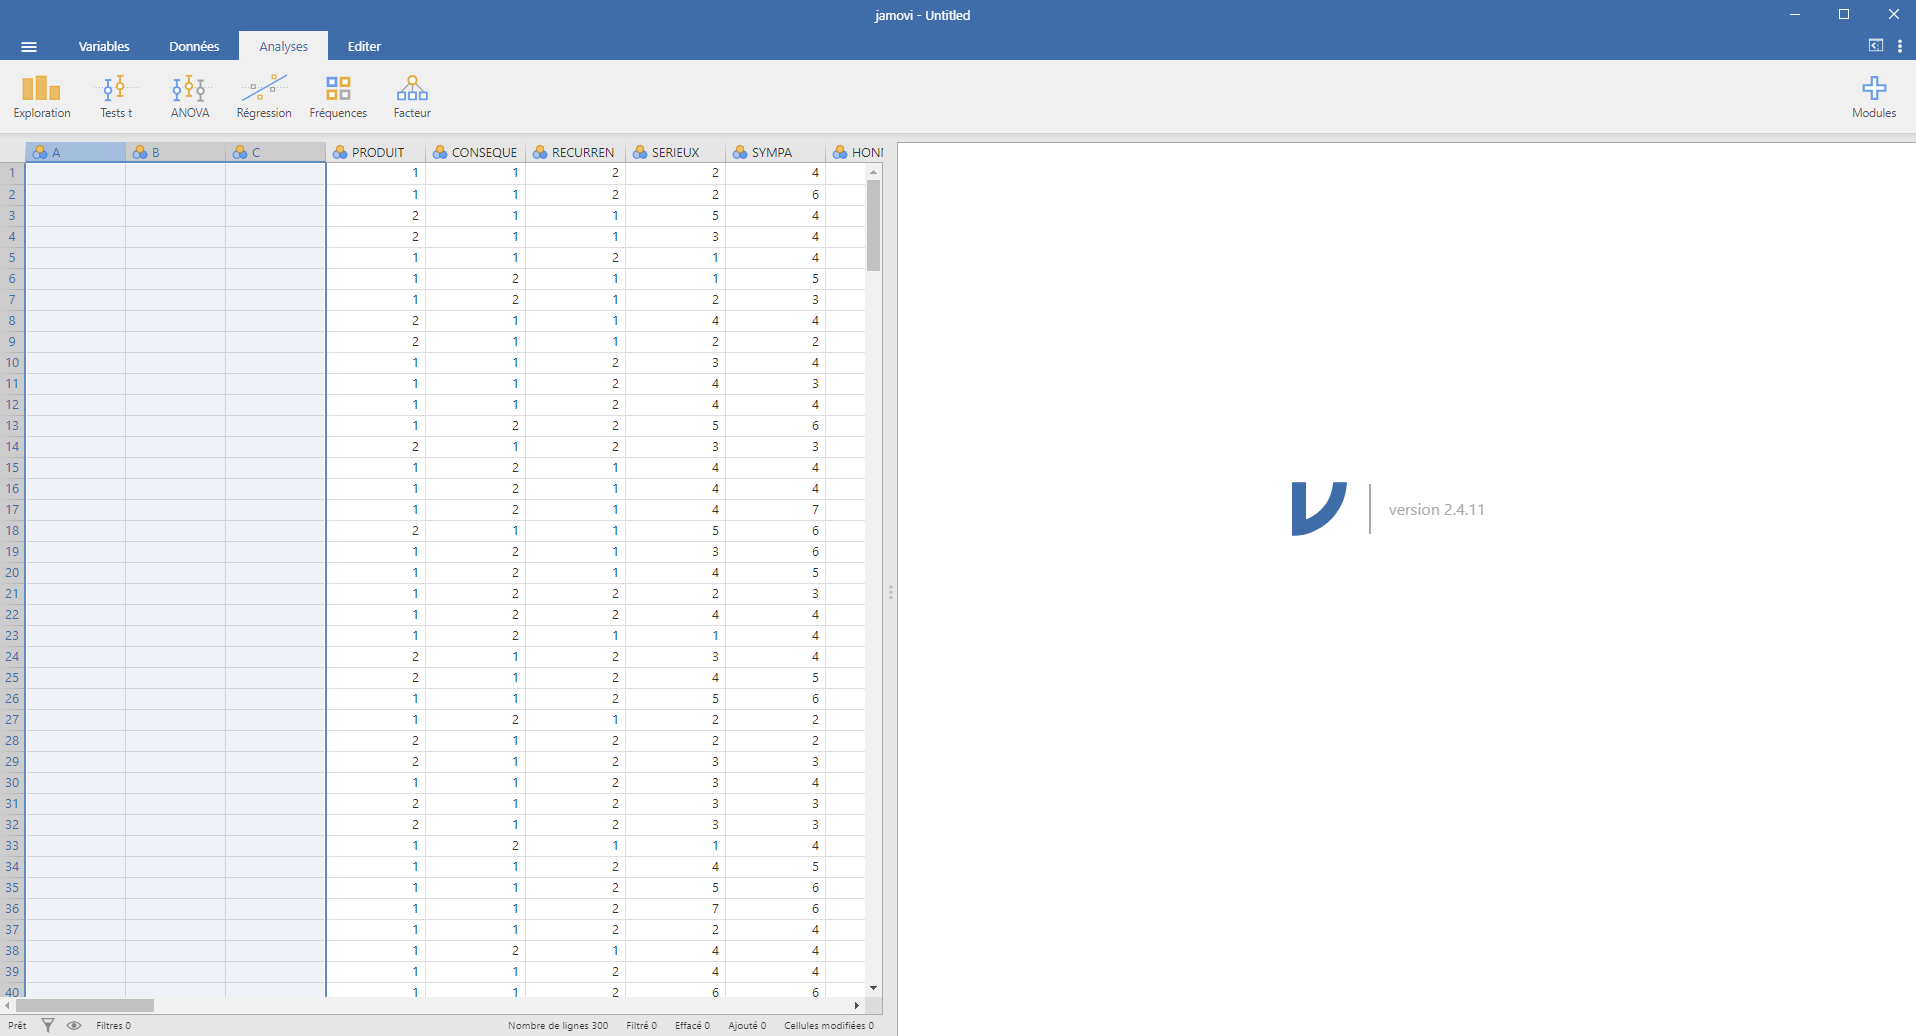 jamovi - Untitled
Variables Données Analyses Editer
Exploration Tests t ANOVA Régression Fréquences Facteur Modules
A B C PRODUIT CONSEQUE RECURREN SERIEUX SYMPA HONI
1 1 1 2 2 4
2 1 1 2 2 6
3 2 1 1 5 4
4 2 1 1 3 4
5 1 1 2 1 4
6 1 2 1 1 5
7 1 2 1 2 3
8 2 1 1 4 4
9 2 1 1 2 2
10 1 1 2 3 4
11 1 1 2 4 3
12 1 1 2 4 4
13 1 2 2 5 6
14 2 1 2 3 3
15 1 2 1 4 4
16 1 2 1 4 4
17 1 2 1 4 7
18 2 1 1 5 6
19 1 2 1 3 6
20 1 2 1 4 5
21 1 2 2 2 3
22 1 2 2 4 4
23 1 2 1 1 4
24 2 1 2 3 4
25 2 1 2 4 5
26 1 1 2 5 6
27 1 2 1 2 2
28 2 1 2 2 2
29 2 1 2 3 3
30 1 1 2 3 4
31 2 1 2 3 3
32 2 1 2 3 3
33 1 2 1 1 4
34 1 1 2 4 5
35 1 1 2 5 6
36 1 1 2 7 6
37 1 1 2 2 4
38 1 2 1 4 4
39 1 1 2 4 4
40 1 1 2 6 6
version 2.4.11
Prêt Filtres 0 Nombre de lignes 300 Filtré 0 Effacé 0 Ajouté 0 Cellules modifiées 0